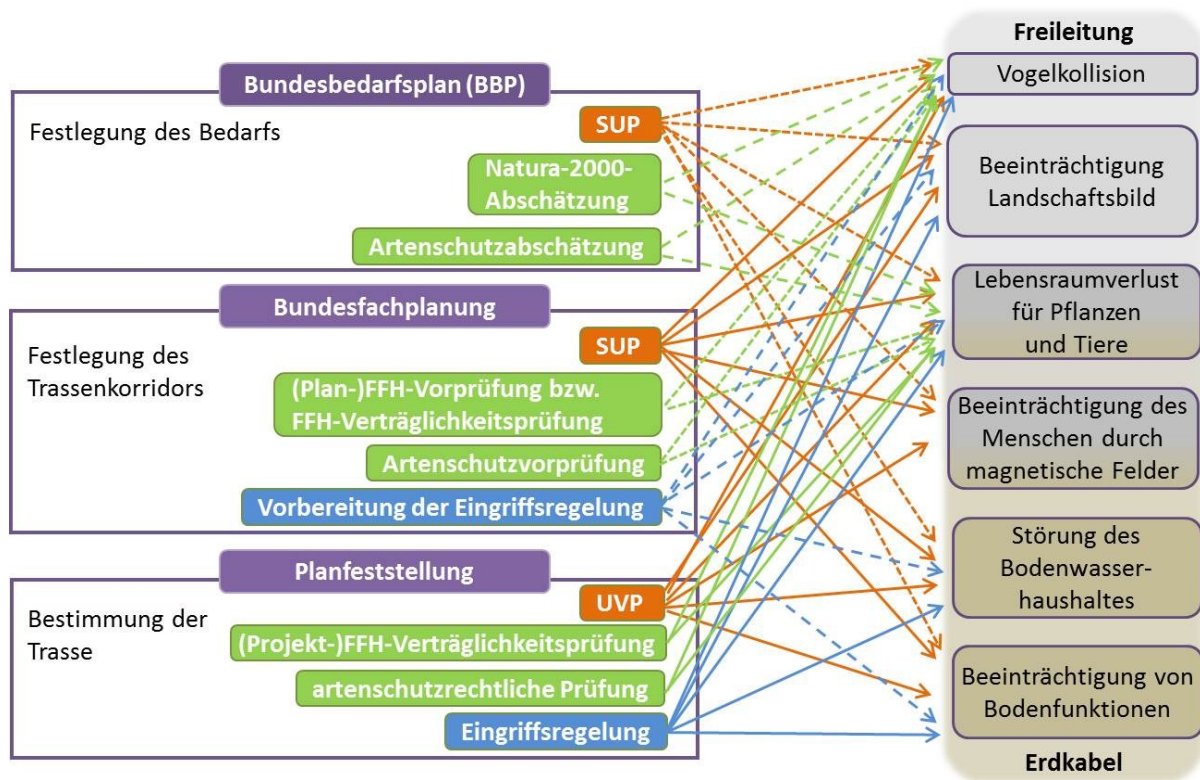 Bundesbedarfsplan (BBP)
Festlegung des Bedarfs
SUP
Natura-2000-
Abschätzung
Artenschutzabschätzung
Bundesfachplanung
Festlegung des
Trassenkorridors
SUP
(Plan-)FFH-Vorprüfung bzw.
FFH-Verträglichkeitsprüfung
Artenschutzvorprüfung
Vorbereitung der Eingriffsregelung
Planfeststellung
Bestimmung der
Trasse
UVP
(Projekt-)FFH-Verträglichkeitsprüfung
artenschutzrechtliche Prüfung
Eingriffsregelung
Freileitung
Vogelkollision
Beeinträchtigung
Landschaftsbild
Lebensraumverlust
für Pflanzen
und Tiere
Beeinträchtigung des
Menschen durch
magnetische Felder
Störung des
Bodenwasser-
haushaltes
Beeinträchtigung von
Bodenfunktionen
Erdkabel